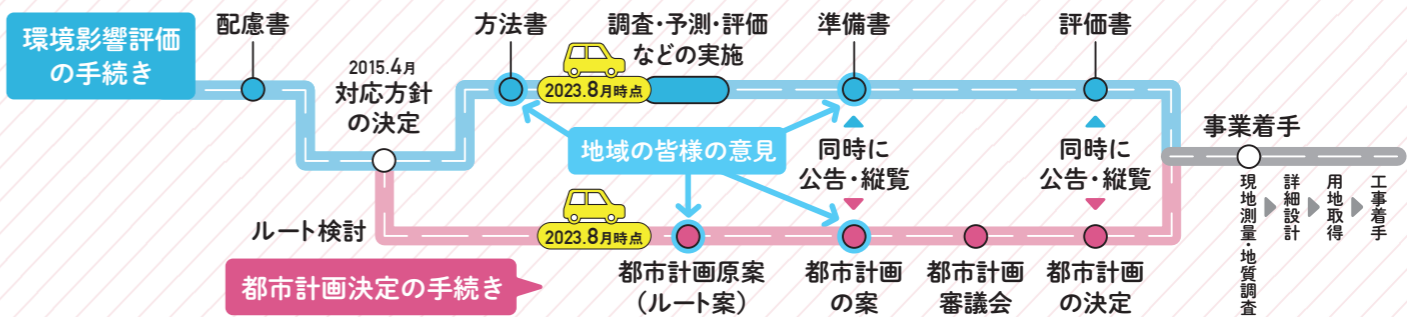 環境影響評価
の手続き
配慮書
2015.4月
対応方針
の決定
方法書
2023.8月時点
調査・予測・評価
などの実施
準備書
評価書
地域の皆様の意見
同時に
公告・縦覧
同時に
公告・縦覧
事業着手
現地測量・地質調査
詳細設計
用地取得
工事着手
ルート検討
2023.8月時点
都市計画決定の手続き
都市計画原案
（ルート案）
都市計画
の案
都市計画
審議会
都市計画
の決定